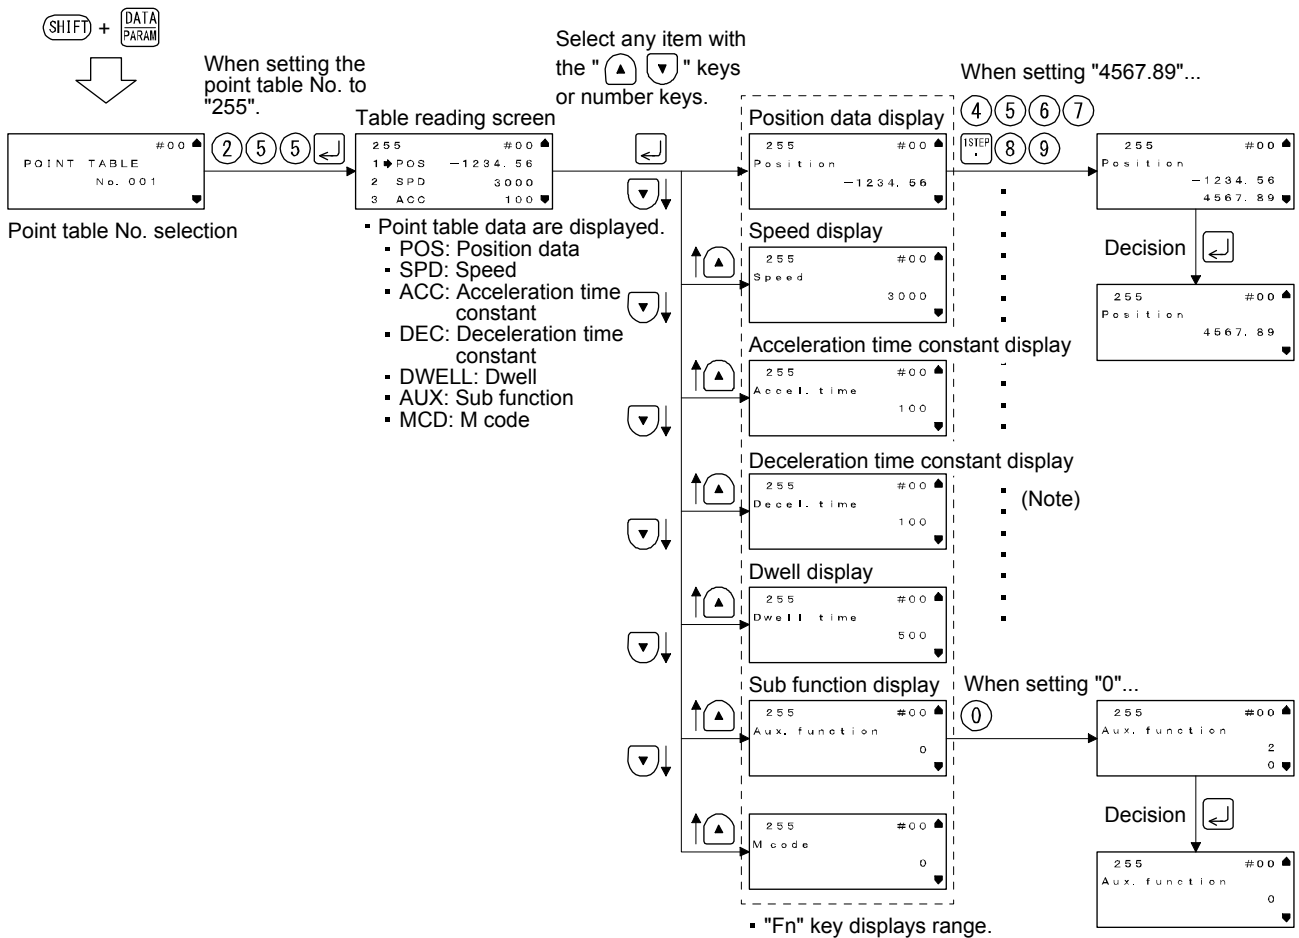 SHIFT + DATA
PARAM
When setting the
point table No. to
"255".
2 5 5
#00
POINT TABLE
No. 001
Point table No. selection
Table reading screen
255 #00
1 POS -1234. 56
2 SPD 3000
3 ACC 100
▪ Point table data are displayed.
▪ POS: Position data
▪ SPD: Speed
▪ ACC: Acceleration time
constant
▪ DEC: Deceleration time
constant
▪ DWELL: Dwell
▪ AUX: Sub function
▪ MCD: M code
Select any item with
the " ▲ ▼ " keys
or number keys.
Position data display
255 #00
Position
-1234. 56
When setting "4567.89"...
4 5 6 7
1STEP
. 8 9
255 #00
Position
-1234. 56
4567. 89
Decision
255 #00
Position
4567. 89
Speed display
255 #00
Speed
3000
Acceleration time constant display
255 #00
Accel. time
100
Deceleration time constant display
255 #00
Decel. time
100
(Note)
Dwell display
255 #00
Dwell time
500
Sub function display
255 #00
Aux. function
0
When setting "0"...
0
255 #00
Aux. function
2
0
Decision
255 #00
Aux. function
0
255 #00
M code
0
▪ "Fn" key displays range.